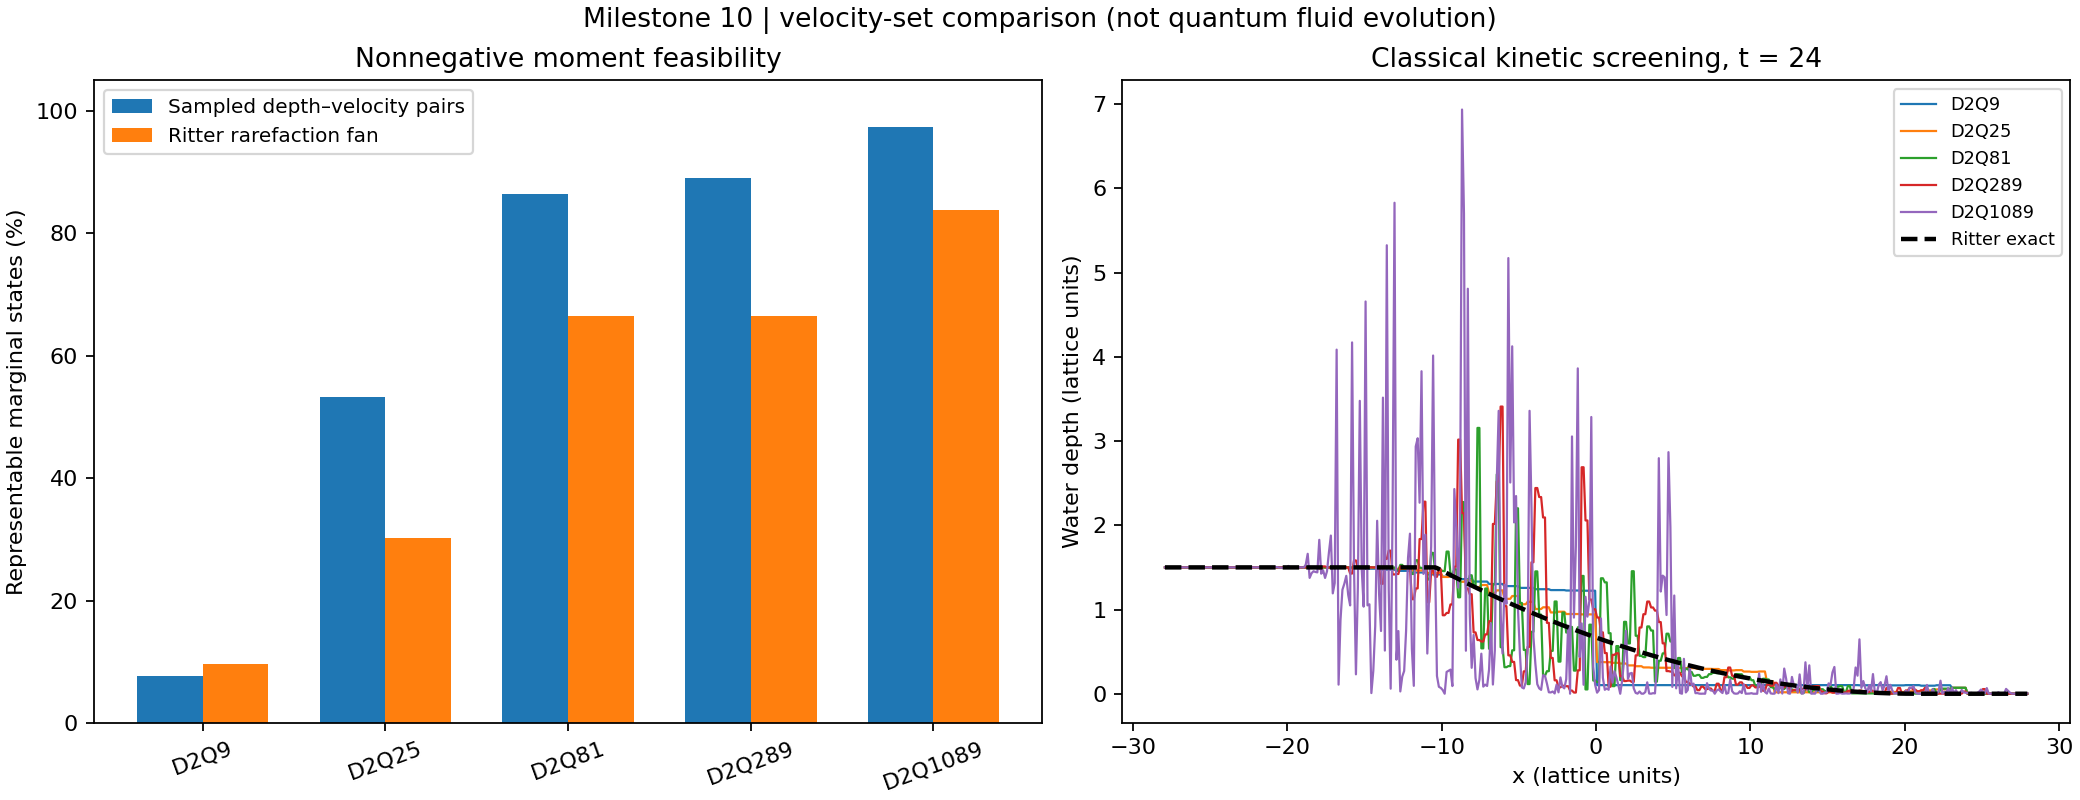 Milestone 10 | velocity-set comparison (not quantum fluid evolution)
Nonnegative moment feasibility
Representable marginal states (%)
100
80
60
40
20
0
Sampled depth–velocity pairs
Ritter rarefaction fan
D2Q9
D2Q25
D2Q81
D2Q289
D2Q1089
Classical kinetic screening, t = 24
Water depth (lattice units)
7
6
5
4
3
2
1
0
D2Q9
D2Q25
D2Q81
D2Q289
D2Q1089
Ritter exact
−30
−20
−10
0
10
20
30
x (lattice units)